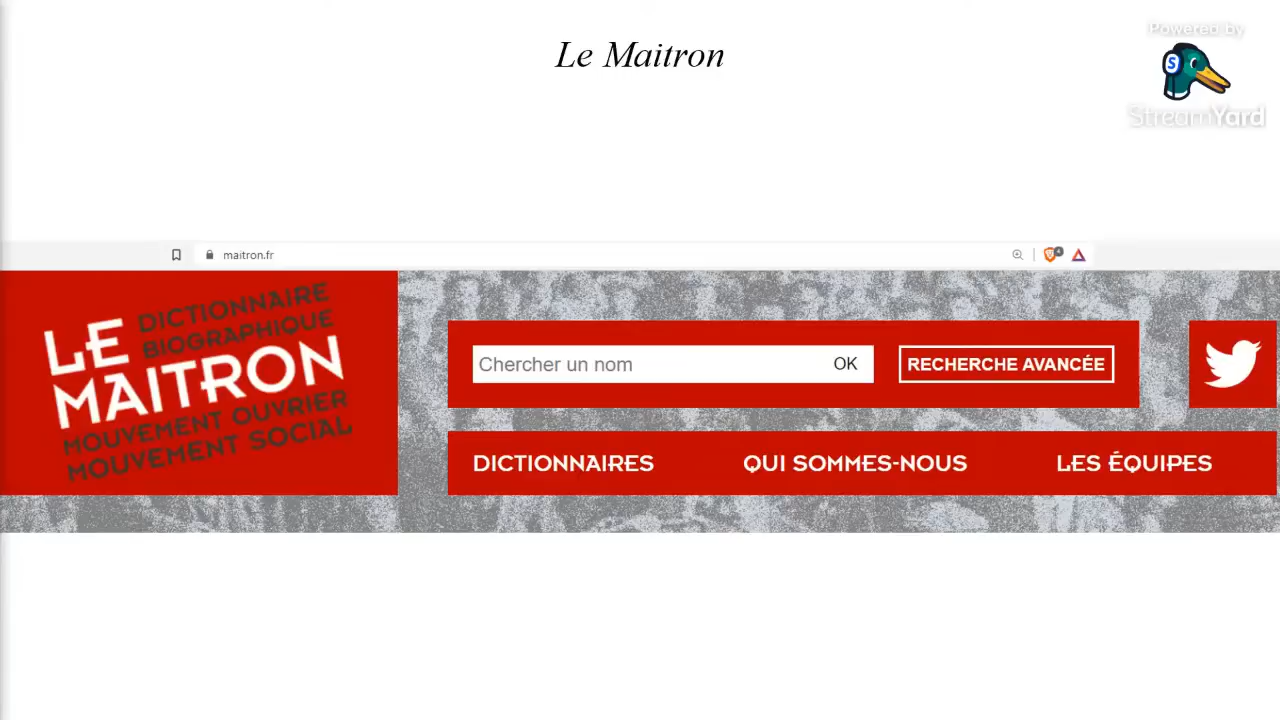 Powered by
Le Maitron
StreamYard
maitron.fr
4
LE DICTIONNAIRE
BIOGRAPHIQUE
MAITRON
MOUVEMENT OUVRIER
MOUVEMENT SOCIAL
Chercher un nom OK RECHERCHE AVANCÉE
DICTIONNAIRES QUI SOMMES-NOUS LES ÉQUIPES